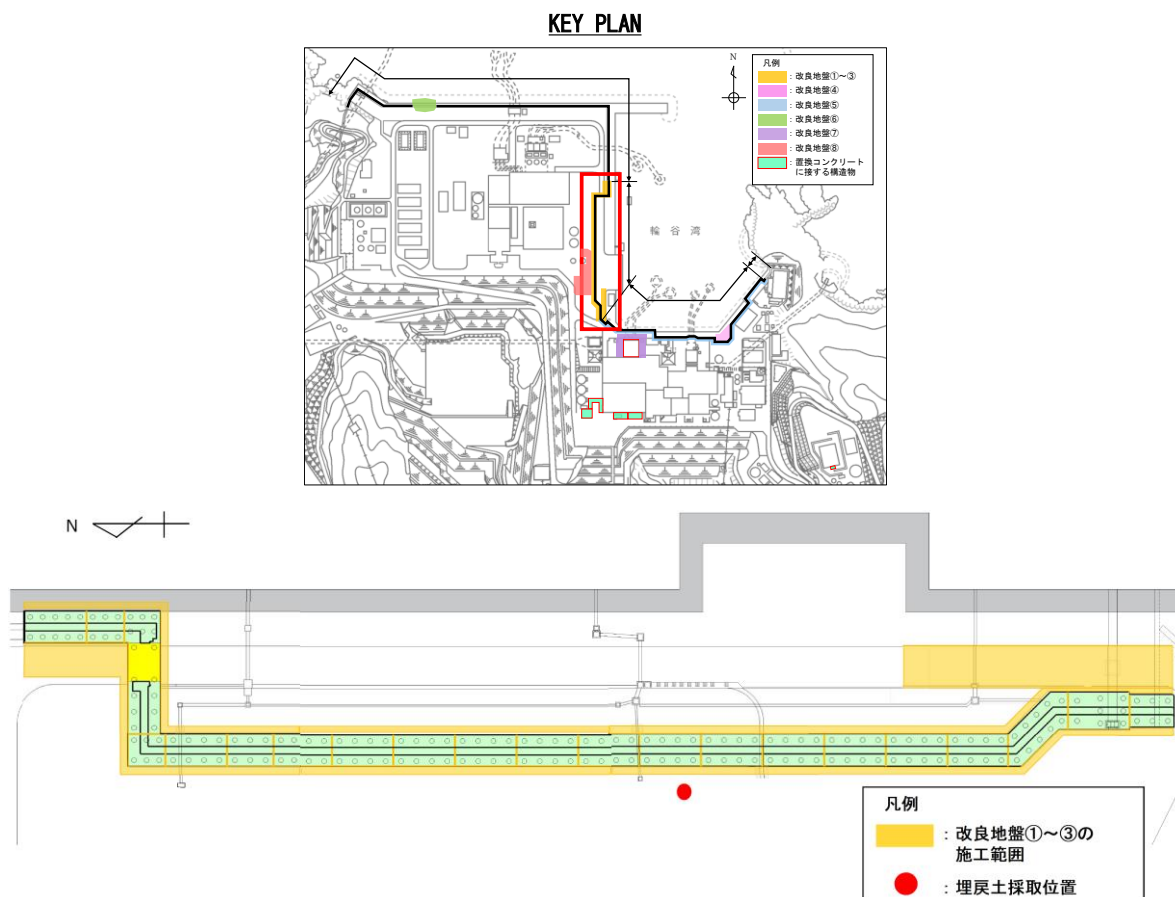 KEY PLAN
N
凡例
：改良地盤①～③
：改良地盤④
：改良地盤⑤
：改良地盤⑥
：改良地盤⑦
：改良地盤⑧
：置換コンクリート
に接する構造物
輪谷湾
N
凡例
：改良地盤①～③の
施工範囲
：埋戻土採取位置